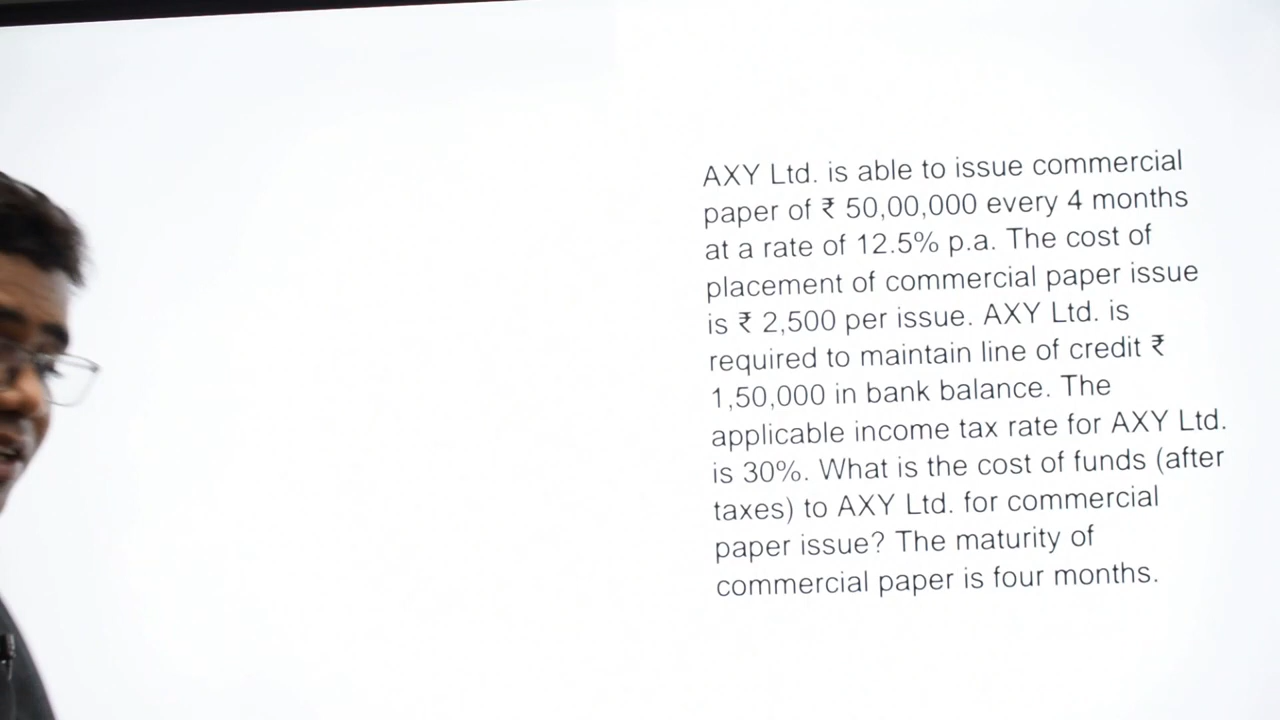 AXY Ltd. is able to issue commercial
paper of ₹ 50,00,000 every 4 months
at a rate of 12.5% p.a. The cost of
placement of commercial paper issue
is ₹ 2,500 per issue. AXY Ltd. is
required to maintain line of credit ₹
1,50,000 in bank balance. The
applicable income tax rate for AXY Ltd.
is 30%. What is the cost of funds (after
taxes) to AXY Ltd. for commercial
paper issue? The maturity of
commercial paper is four months.